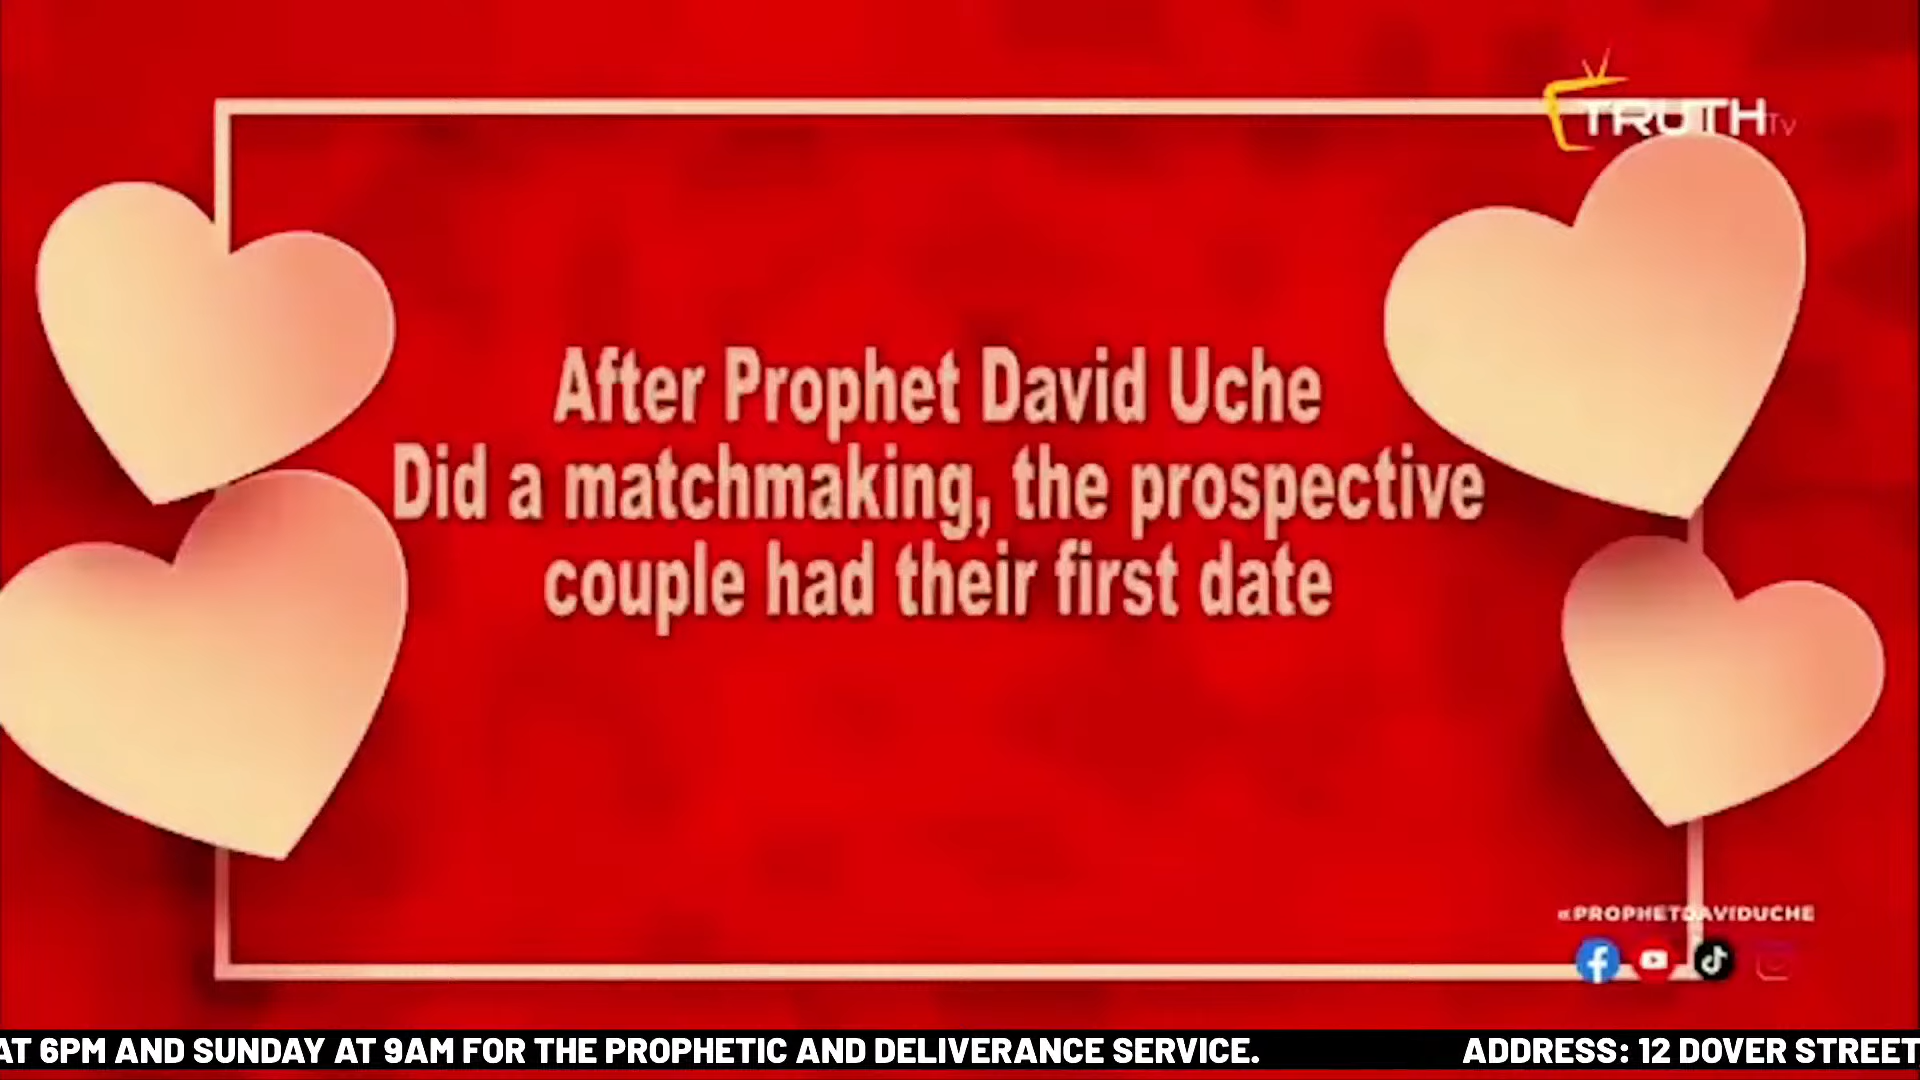 TRUTH TV
After Prophet David Uche
Did a matchmaking, the prospective
couple had their first date
@PROPHETDAVIDUCHE
AT 6PM AND SUNDAY AT 9AM FOR THE PROPHETIC AND DELIVERANCE SERVICE. ADDRESS: 12 DOVER STREET